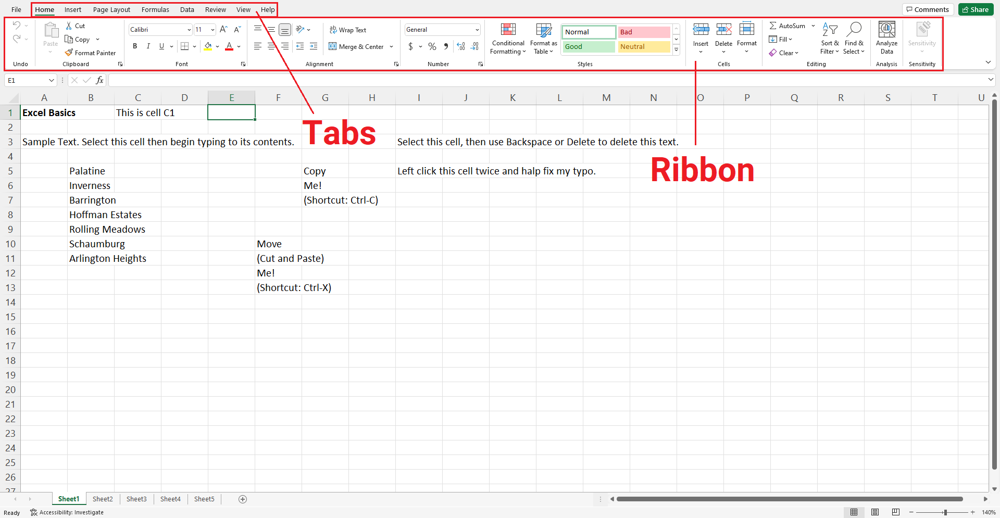 File Home Insert Page Layout Formulas Data Review View Help Comments Share
Cut
Copy
Paste
Format Painter
Undo Clipboard
Calibri 11 A A
B I U A
Font
ab Wrap Text
Merge & Center
Alignment
General
$ % , .00
Number
Conditional Formatting Format as Table
Normal Bad
Good Neutral
Styles
Insert Delete Format
Cells
AutoSum
Fill
Clear
Sort & Filter Find & Select
Editing
Analyze Data
Analysis
Sensitivity
Sensitivity
E1 fx
A B C D E F G H I J K L M N O P Q R S T U
1 Excel Basics This is cell C1
2
Tabs
3 Sample Text. Select this cell then begin typing to its contents. Select this cell, then use Backspace or Delete to delete this text.
4
Ribbon
5 Palatine Copy Left click this cell twice and halp fix my typo.
6 Inverness Me!
7 Barrington (Shortcut: Ctrl-C)
8 Hoffman Estates
9 Rolling Meadows
10 Schaumburg Move
11 Arlington Heights (Cut and Paste)
12 Me!
13 (Shortcut: Ctrl-X)
14
15
16
17
18
19
20
21
22
23
24
25
26
27
Sheet1 Sheet2 Sheet3 Sheet4 Sheet5
Ready Accessibility: Investigate 140%